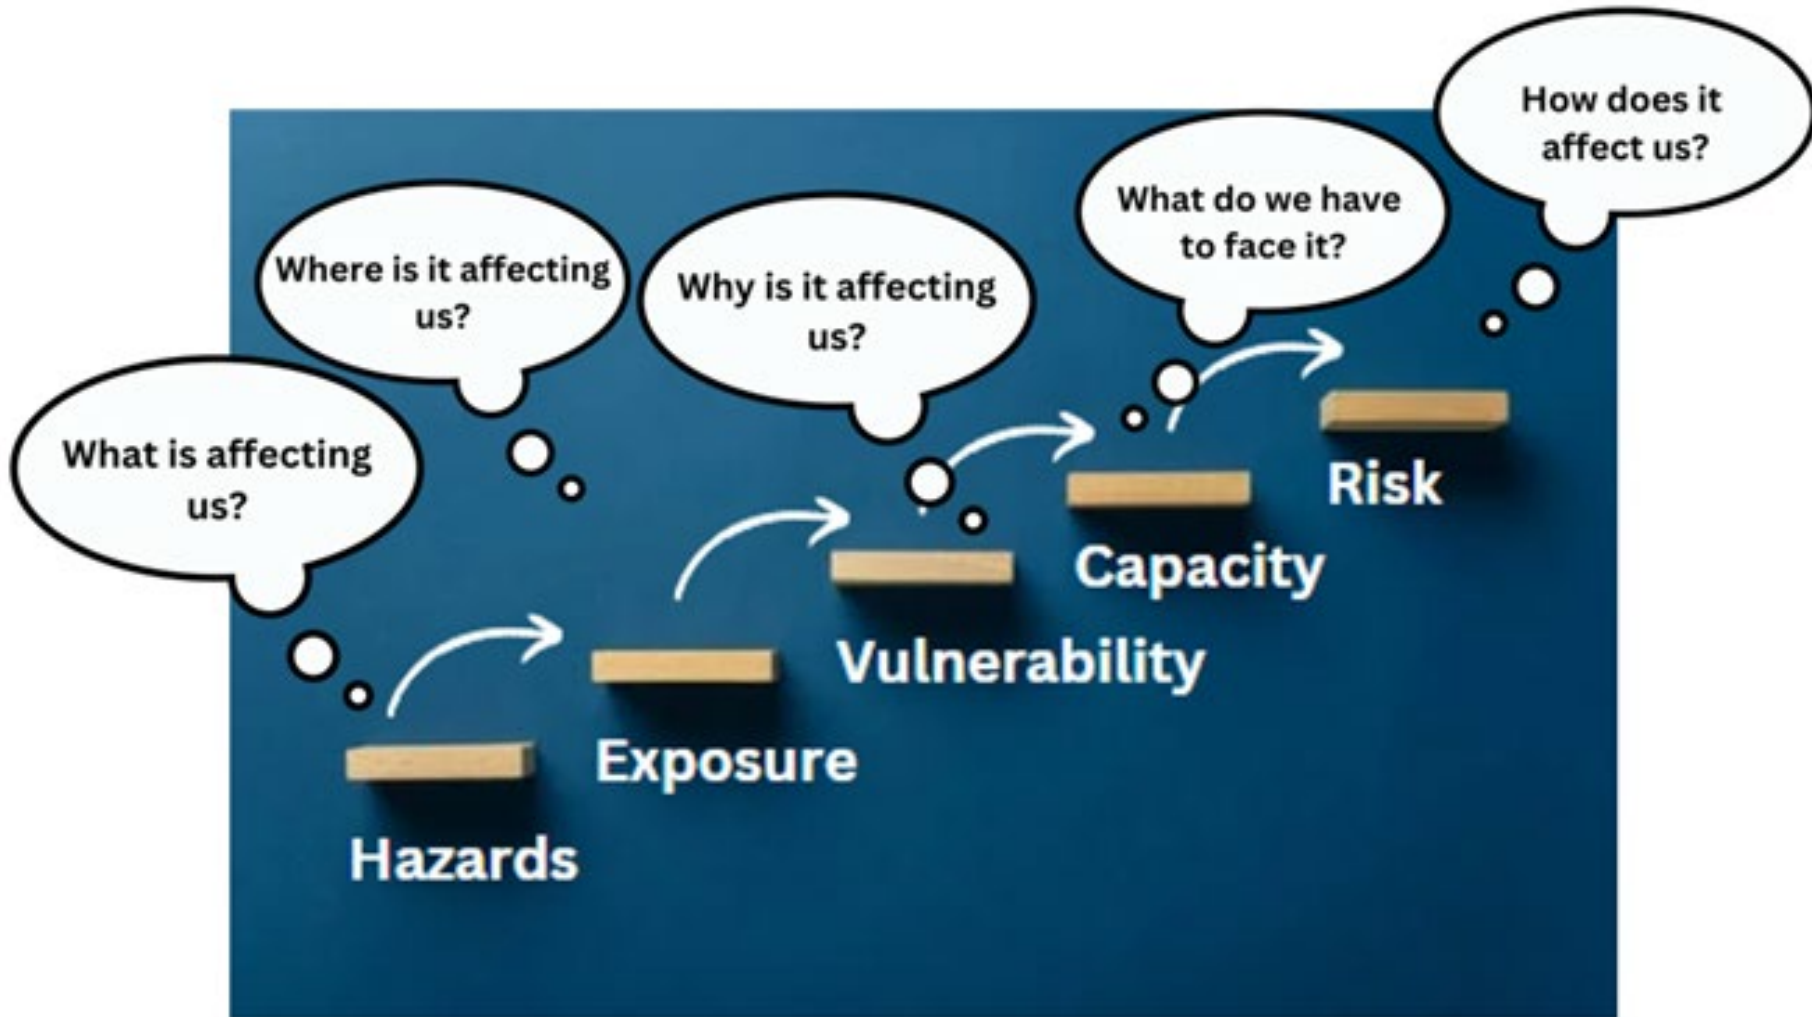 What is affecting
us?
Hazards
Where is it affecting
us?
Exposure
Why is it affecting
us?
Vulnerability
What do we have
to face it?
Capacity
How does it
affect us?
Risk